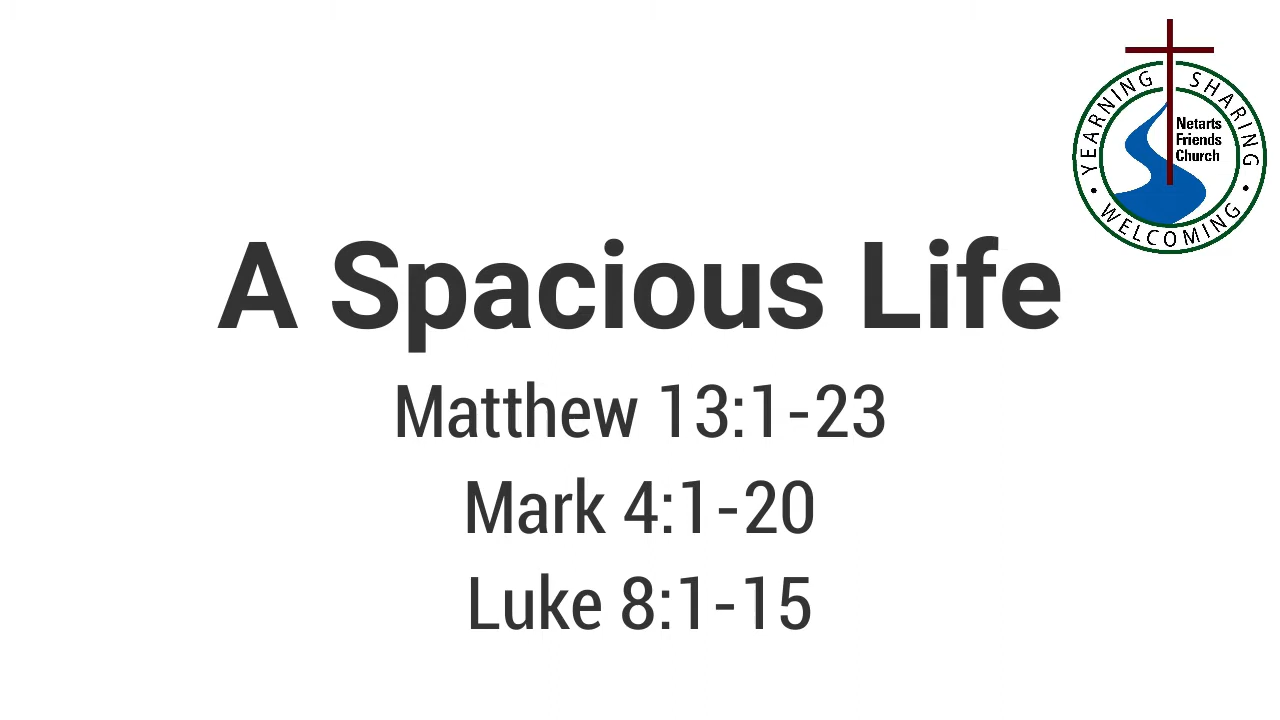 A Spacious Life
Matthew 13:1-23
Mark 4:1-20
Luke 8:1-15
YEARNING • SHARING • WELCOMING
Netarts
Friends
Church